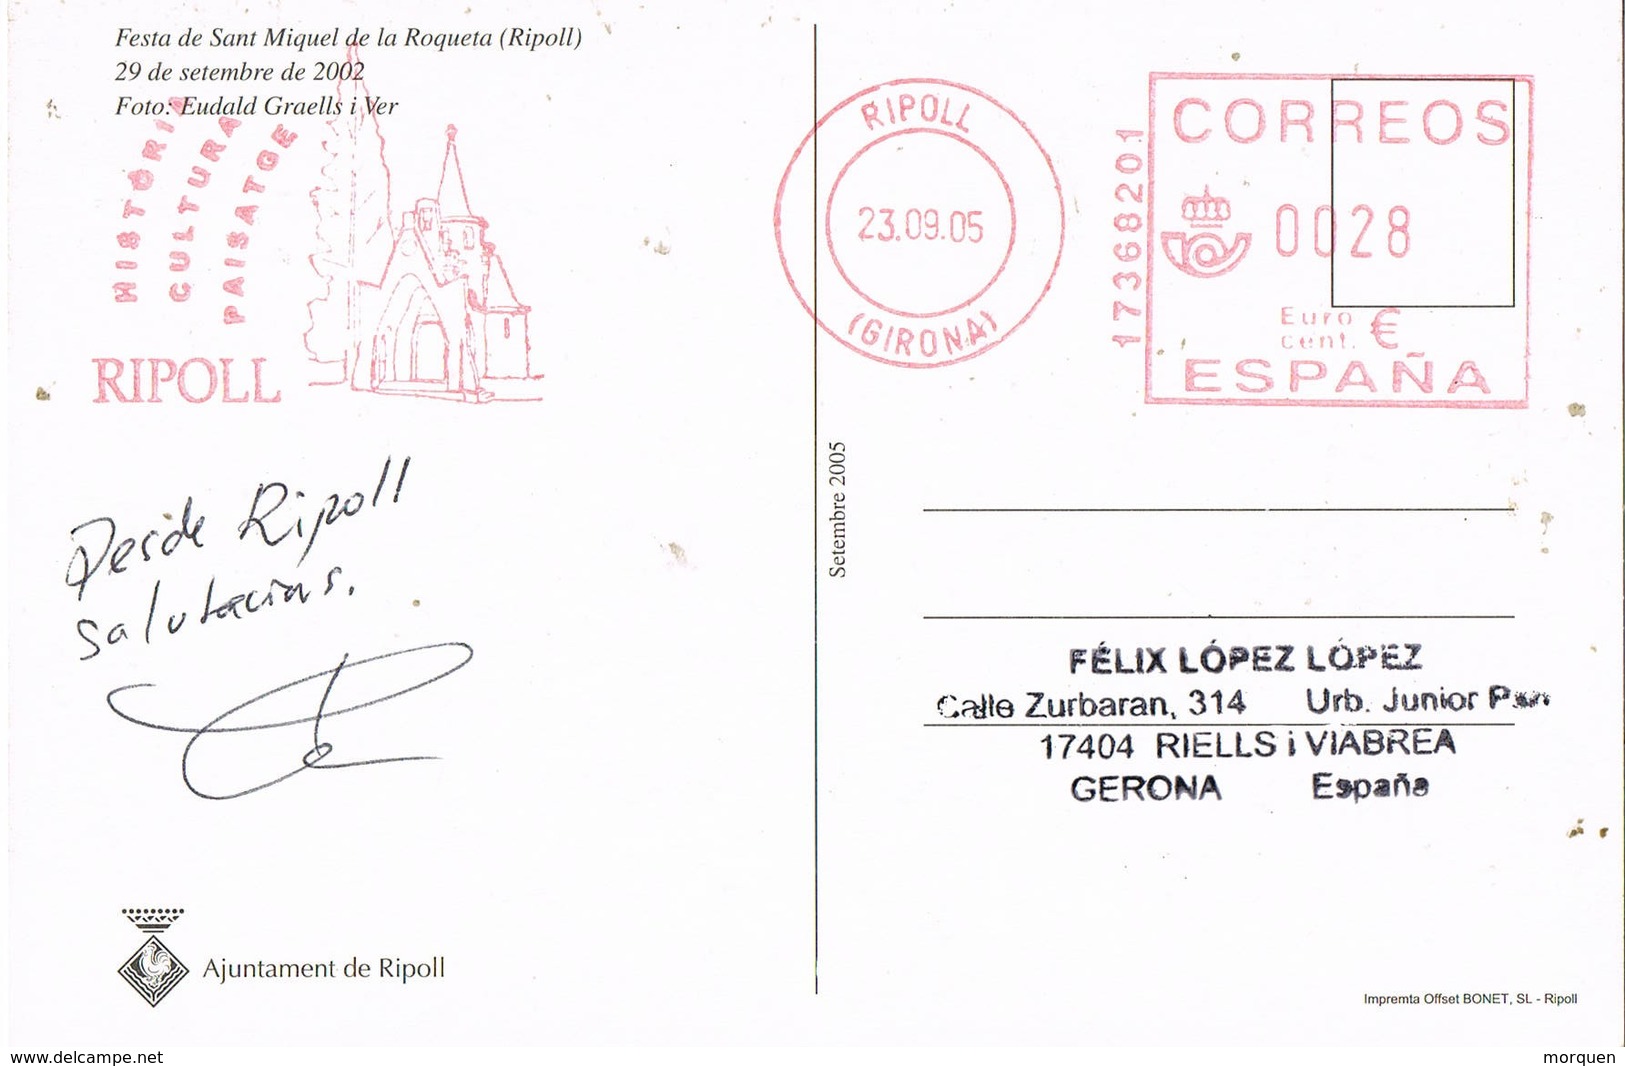 Festa de Sant Miquel de la Roqueta (Ripoll)
29 de setembre de 2002
Foto: Eudald Graells i Ver
HISTÒRIA
CULTURA
PAISATGE
RIPOLL
RIPOLL
23.09.05
(GIRONA)
17368201
CORREOS
0028
Euro
cent. €
ESPAÑA
Desde Ripoll
salutacions.
Setembre 2005
FÉLIX LÓPEZ LÓPEZ
Calle Zurbaran, 314 Urb. Junior
17404 RIELLS i VIABREA
GERONA España
Ajuntament de Ripoll
Impremta Offset BONET, SL - Ripoll
www.delcampe.net
morquen